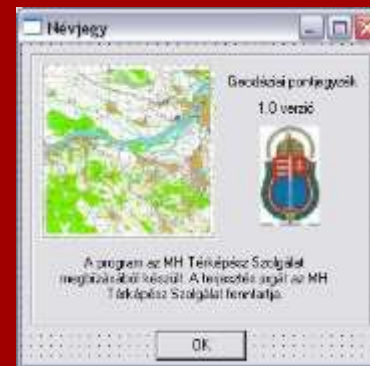 Névjegy
Geodéziai pontjegyzék
1.0 verzió
A program az MH Térképész Szolgálat
megbízásából készült. A terjesztés jogát az MH
Térképész Szolgálat fenntartja.
OK